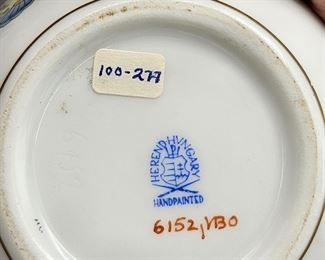 100-277
HEREND HUNGARY
HANDPAINTED
6152,VBO